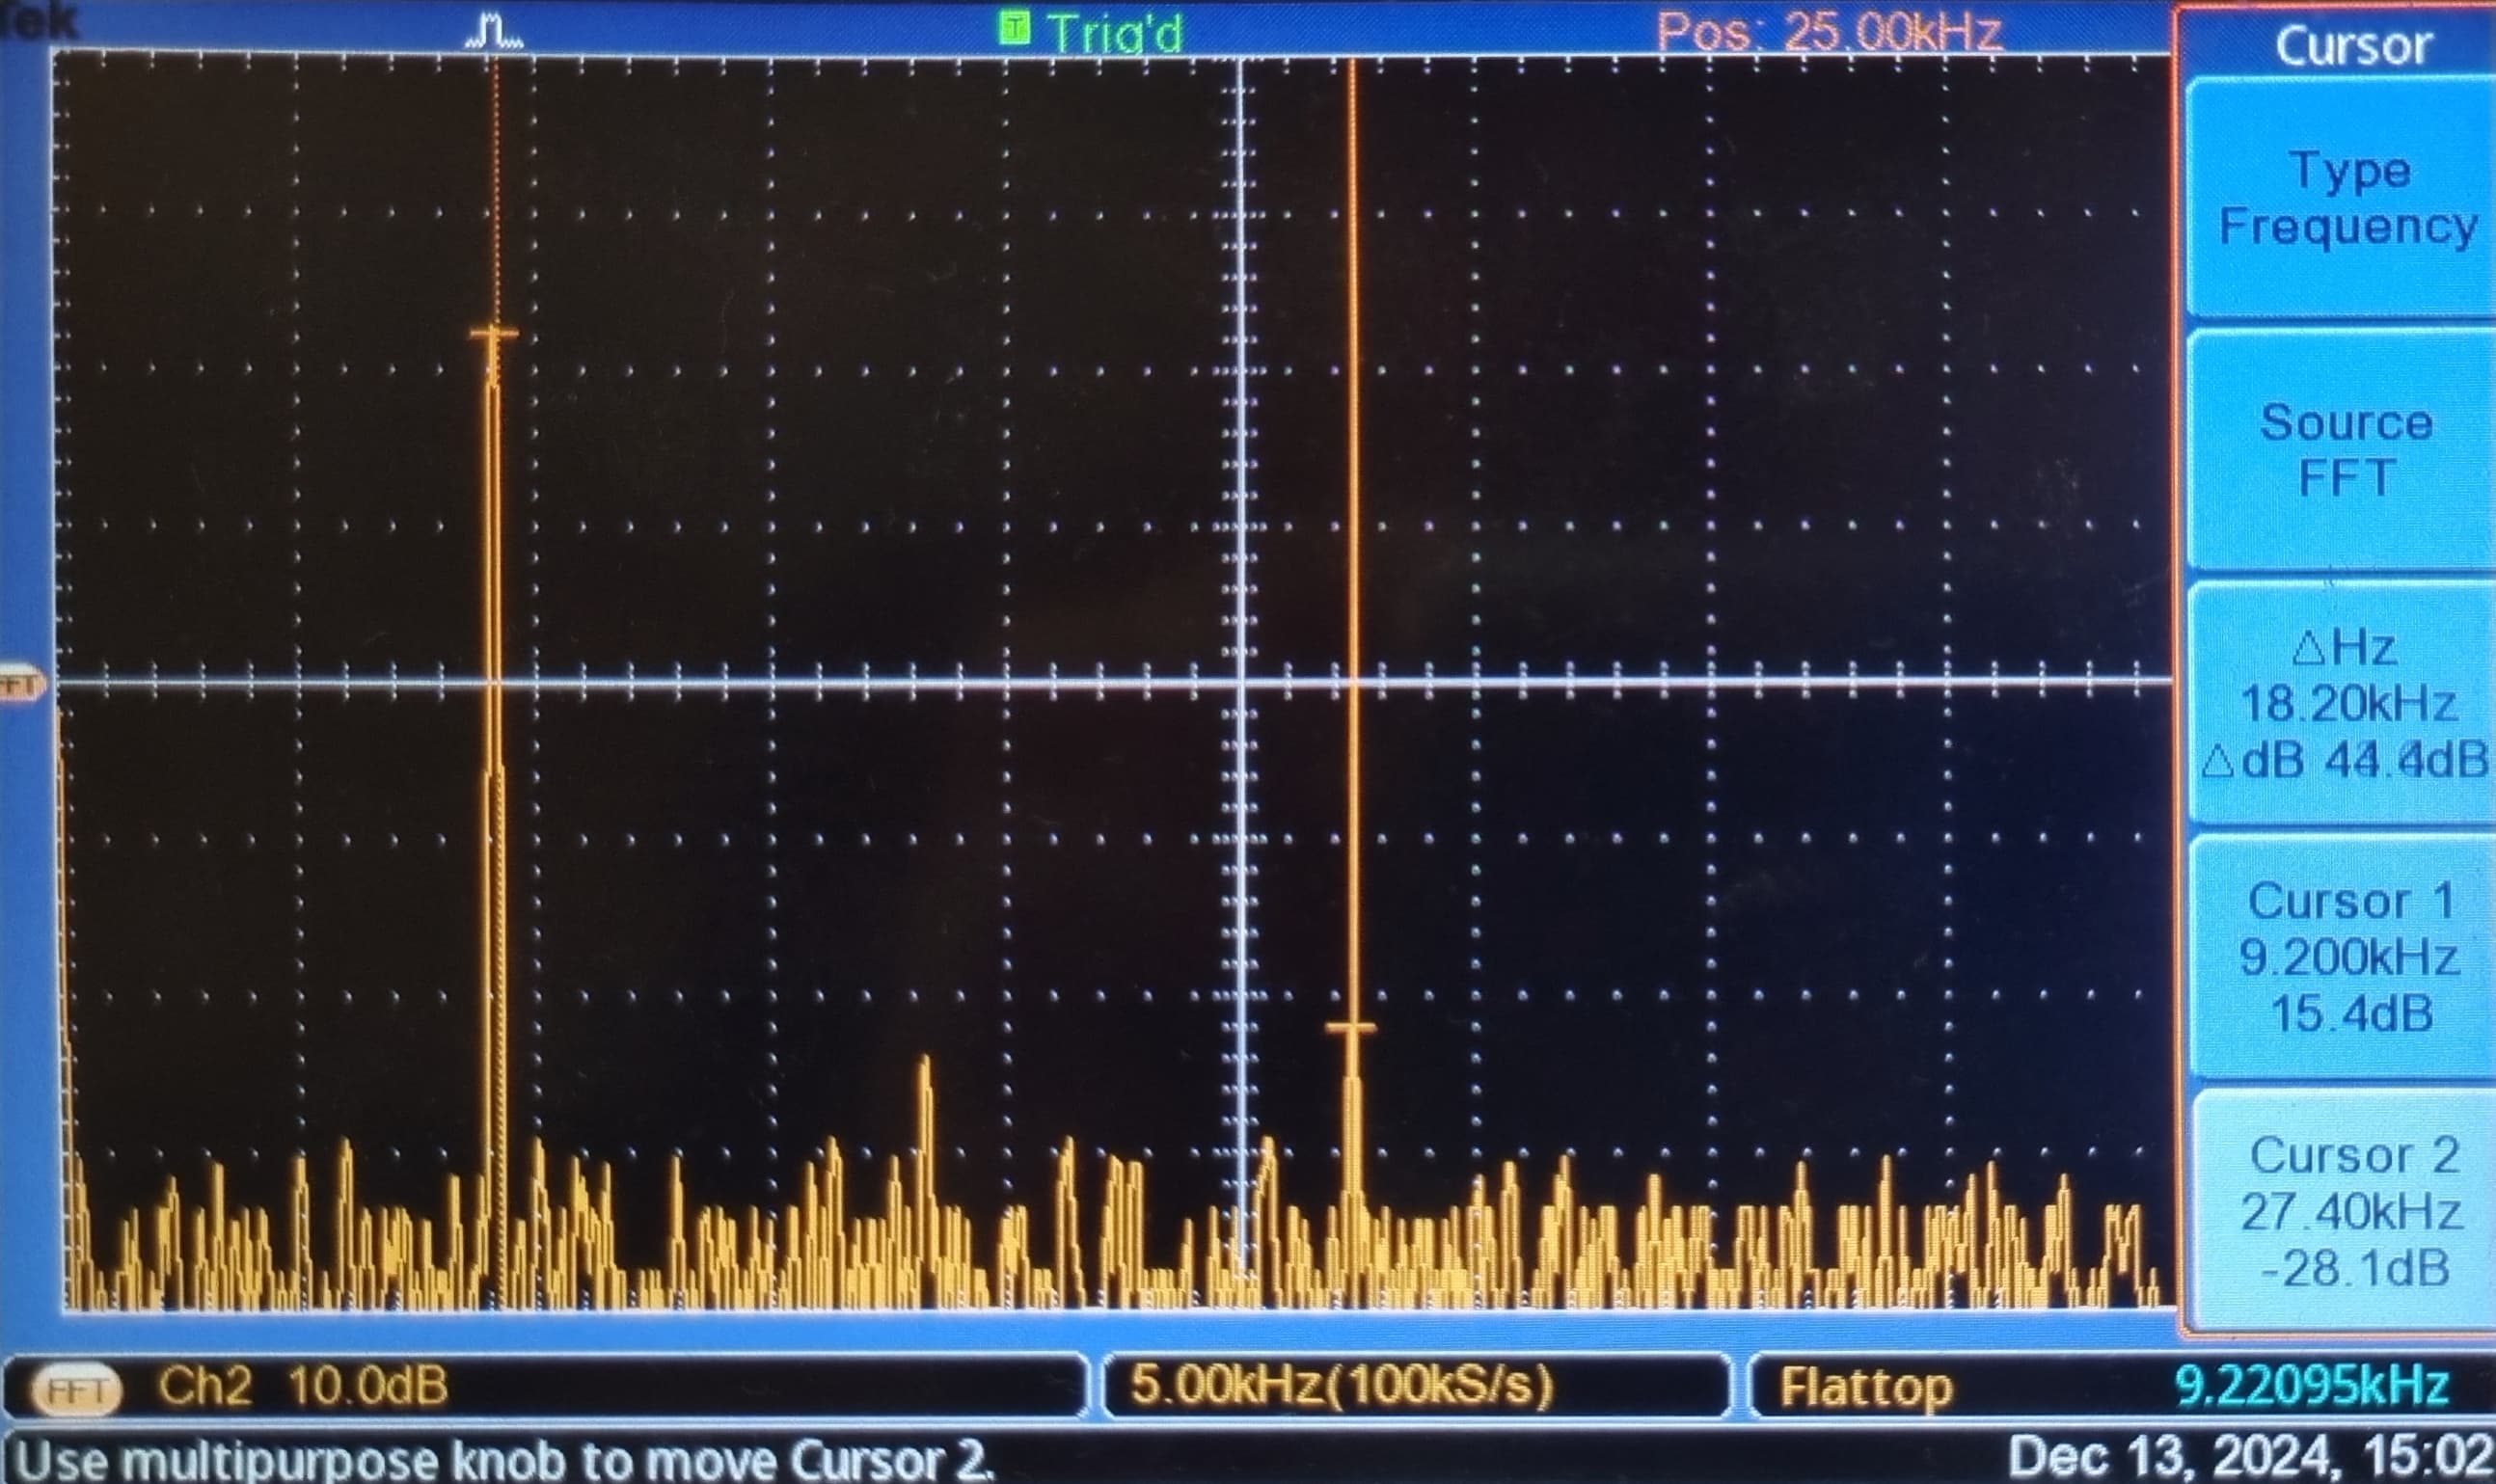 Tek
T Trig'd
Pos: 25.00kHz
Cursor
Type
Frequency
Source
FFT
△Hz
18.20kHz
△dB 44.4dB
Cursor 1
9.200kHz
15.4dB
Cursor 2
27.40kHz
-28.1dB
FFT
FFT Ch2 10.0dB
5.00kHz(100kS/s)
Flattop
9.22095kHz
Use multipurpose knob to move Cursor 2.
Dec 13, 2024, 15:02